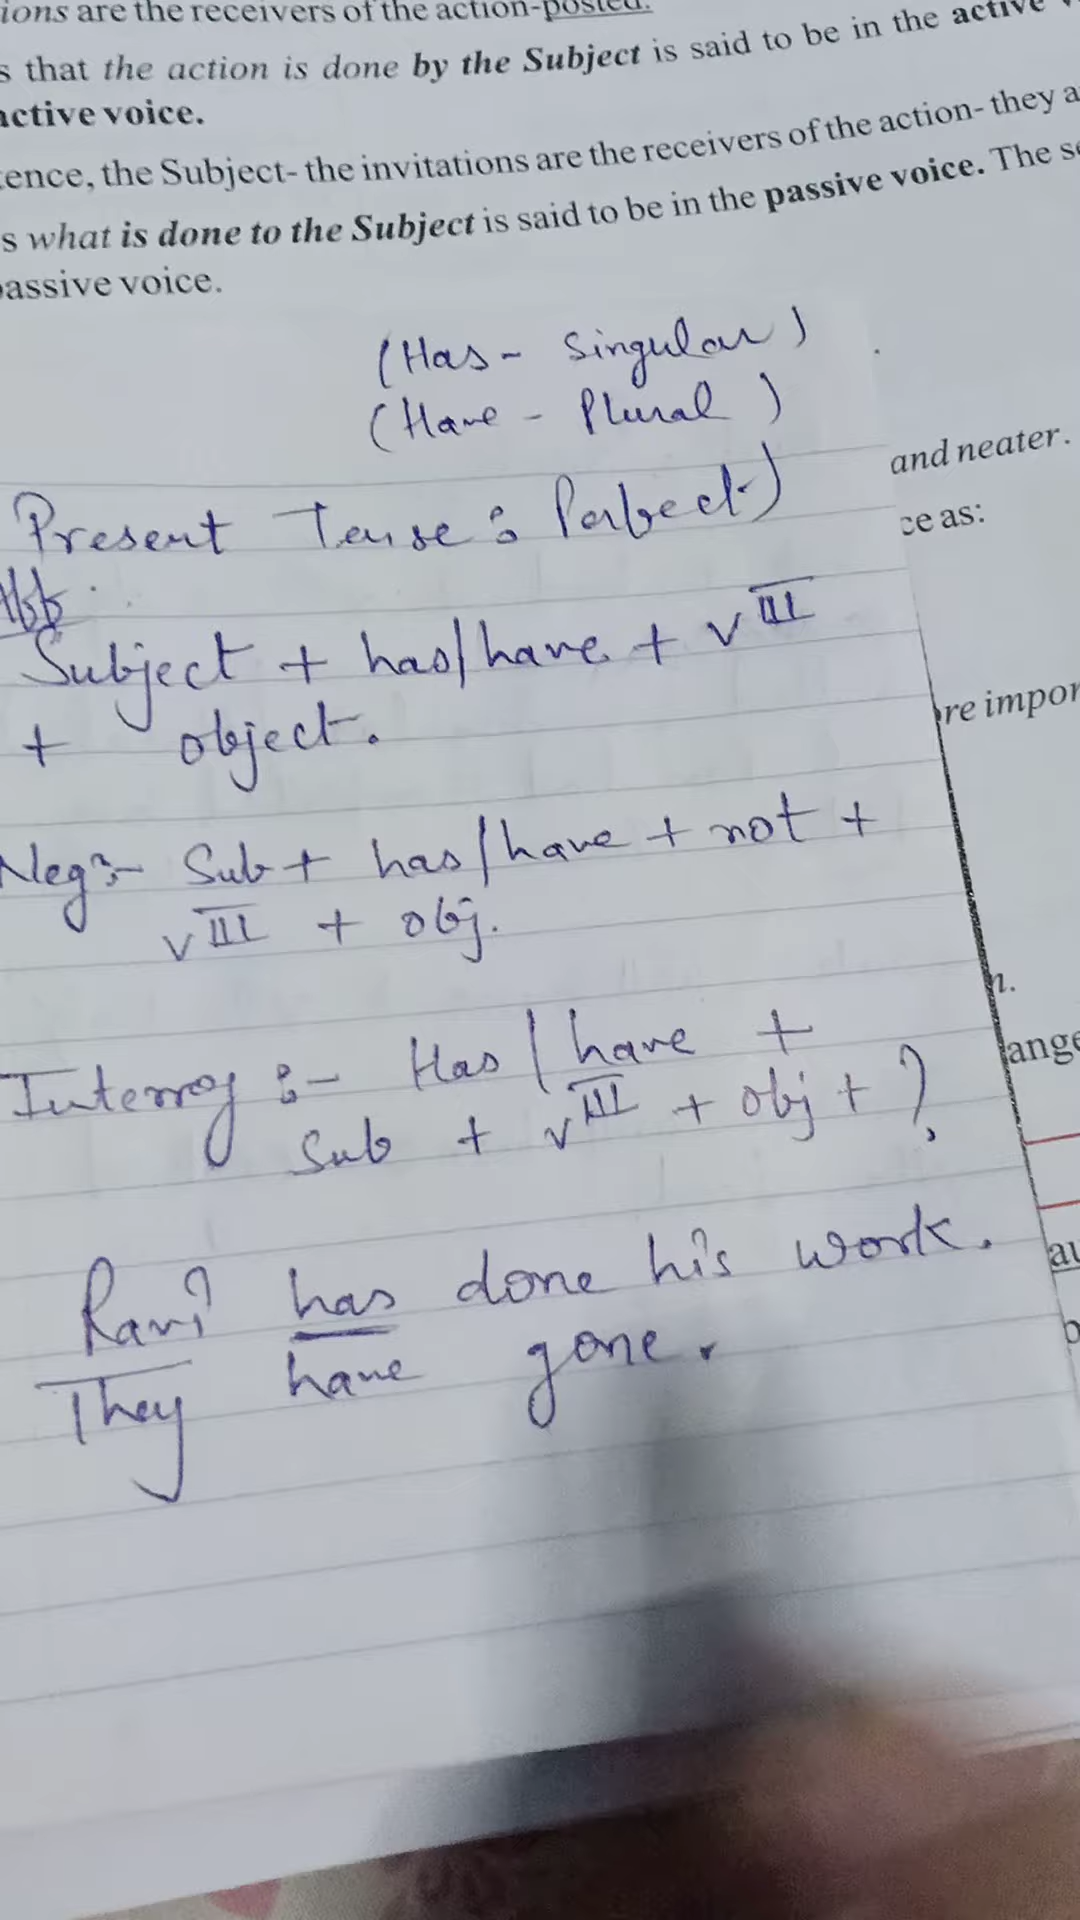 ions are the receivers of the action-posted.
s that the action is done by the Subject is said to be in the active
active voice.
ence, the Subject- the invitations are the receivers of the action- they a
s what is done to the Subject is said to be in the passive voice. The se
passive voice.
(Has - Singular)
(Have - Plural)
and neater.
Present Tense : Perfect)
ce as:
Aff.
Subject + has/have + V III
+ object.
re impor
Neg:- Sub + has/have + not +
V III + obj.
n.
Interrog :- Has / have +
ange
Sub + V III + obj + ?
Ravi has done his work.
au
They have gone.
b